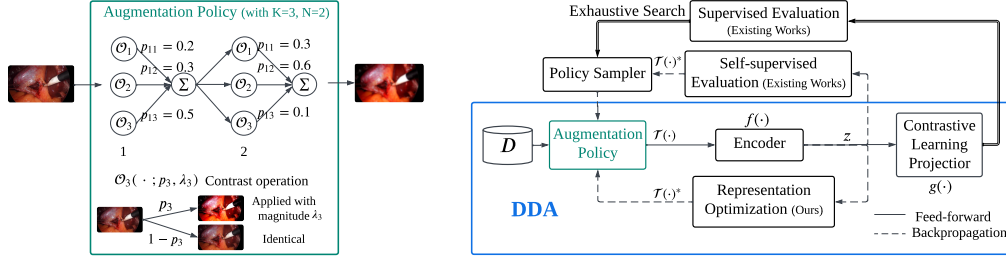 Augmentation Policy (with K=3, N=2)
𝒪₁ p₁₁ = 0.2 𝒪₁ p₁₁ = 0.3
𝒪₂ p₁₂ = 0.3 Σ 𝒪₂ p₁₂ = 0.6 Σ
𝒪₃ p₁₃ = 0.5 𝒪₃ p₁₃ = 0.1
1 2
𝒪₃( · ; p₃, λ₃) Contrast operation
p₃ Applied with
magnitude λ₃
1 − p₃ Identical
Exhaustive Search
Supervised Evaluation
(Existing Works)
Policy Sampler
𝒯(·)*
Self-supervised
Evaluation (Existing Works)
D
Augmentation
Policy
𝒯(·)
f(·)
Encoder
z
Contrastive
Learning
Projector
g(·)
𝒯(·)*
Representation
Optimization (Ours)
DDA
Feed-forward
Backpropagation